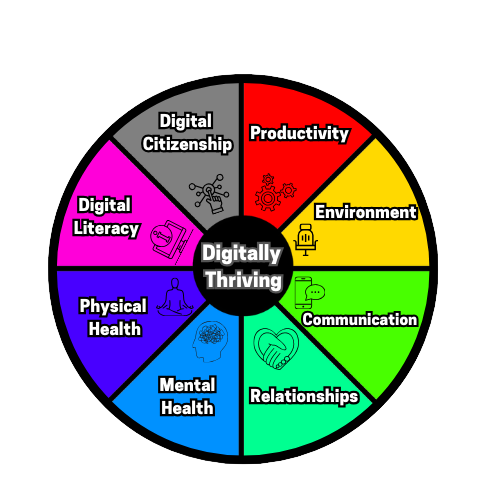 Digital
Citizenship
Productivity
Digital
Literacy
Environment
Digitally
Thriving
Physical
Health
Communication
Mental
Health
Relationships